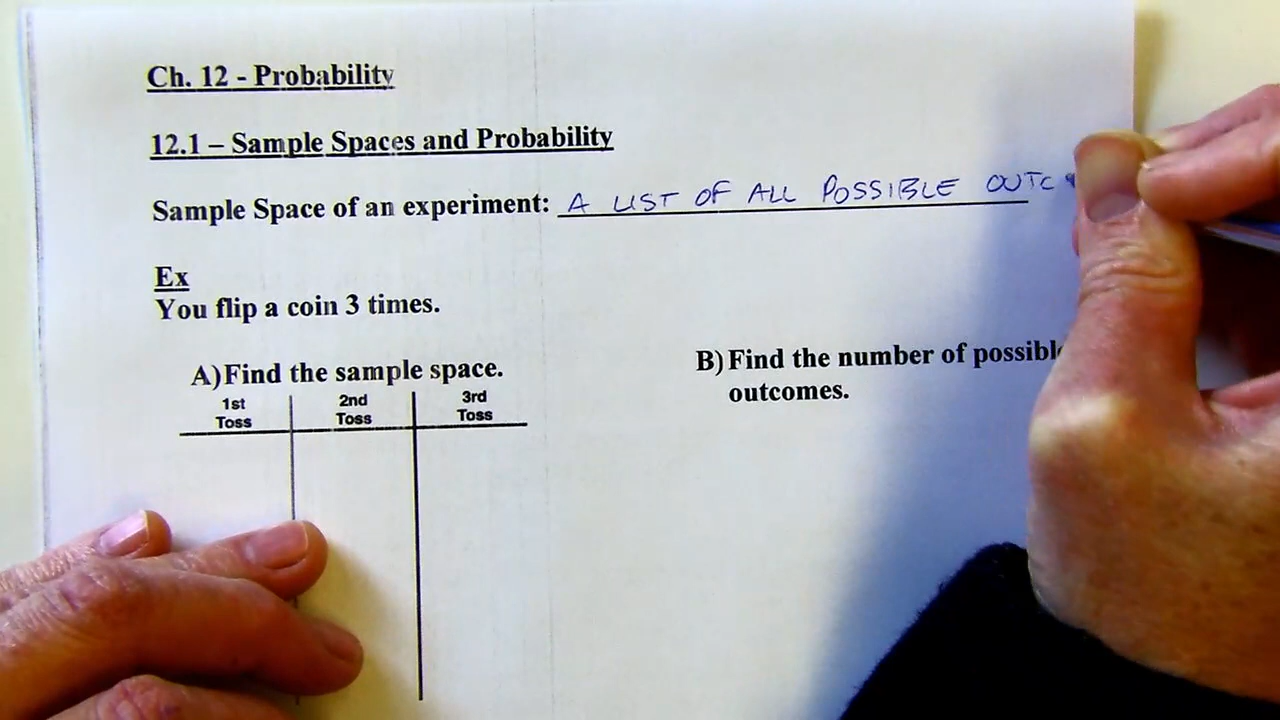 Ch. 12 - Probability
12.1 – Sample Spaces and Probability
Sample Space of an experiment: A LIST OF ALL POSSIBLE OUTC
Ex
You flip a coin 3 times.
A) Find the sample space.
B) Find the number of possible
outcomes.
1st Toss
2nd Toss
3rd Toss